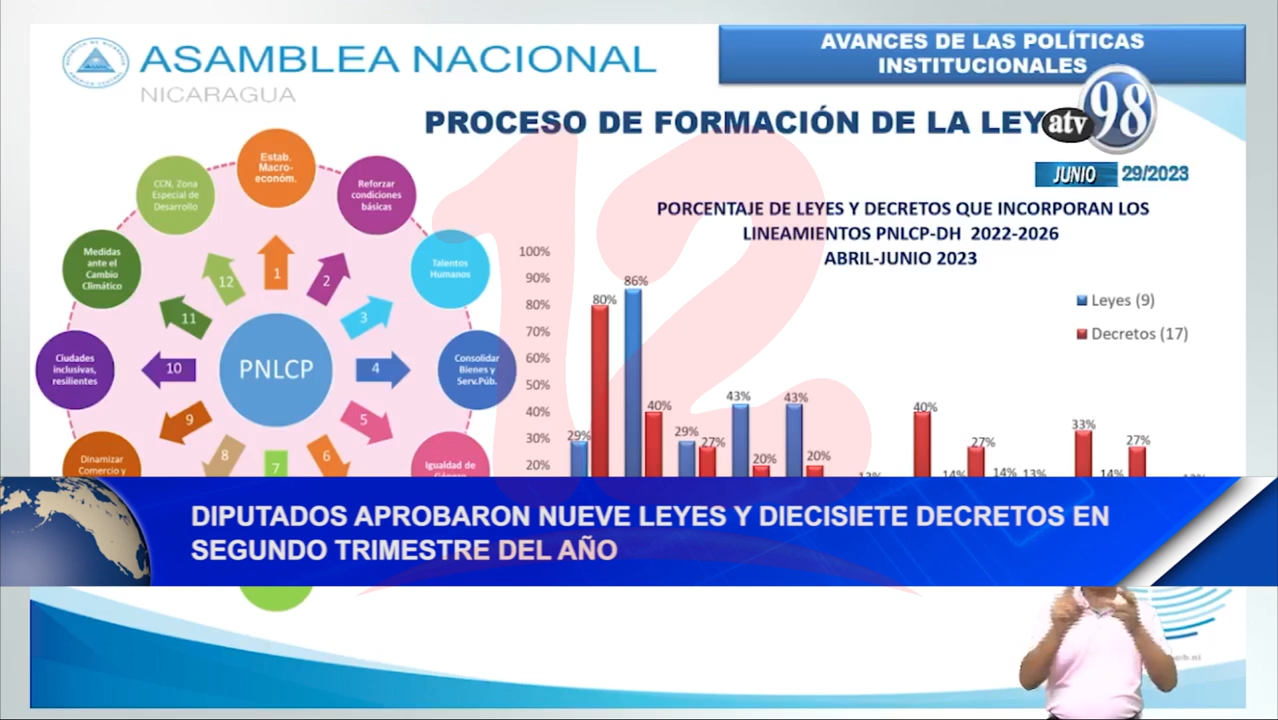 ASAMBLEA NACIONAL
NICARAGUA
AVANCES DE LAS POLÍTICAS
INSTITUCIONALES
PROCESO DE FORMACIÓN DE LA LEY
atv 98
JUNIO 29/2023
12
PORCENTAJE DE LEYES Y DECRETOS QUE INCORPORAN LOS
LINEAMIENTOS PNLCP-DH 2022-2026
ABRIL-JUNIO 2023
Estab.
Macro-
económ.
Reforzar
condiciones
básicas
Talentos
Humanos
Consolidar
Bienes y
Serv.Púb.
Igualdad de
Dinamizar
Comercio y
Ciudades
inclusivas,
resilientes
Medidas
ante el
Cambio
Climático
CCN, Zona
Especial de
Desarrollo
PNLCP
1
2
3
4
5
6
7
8
9
10
11
12
100%
90%
80%
70%
60%
50%
40%
30%
20%
29%
80%
86%
40%
29%
27%
43%
20%
43%
20%
13%
40%
14%
27%
14%
13%
33%
14%
27%
Leyes (9)
Decretos (17)
DIPUTADOS APROBARON NUEVE LEYES Y DIECISIETE DECRETOS EN
SEGUNDO TRIMESTRE DEL AÑO